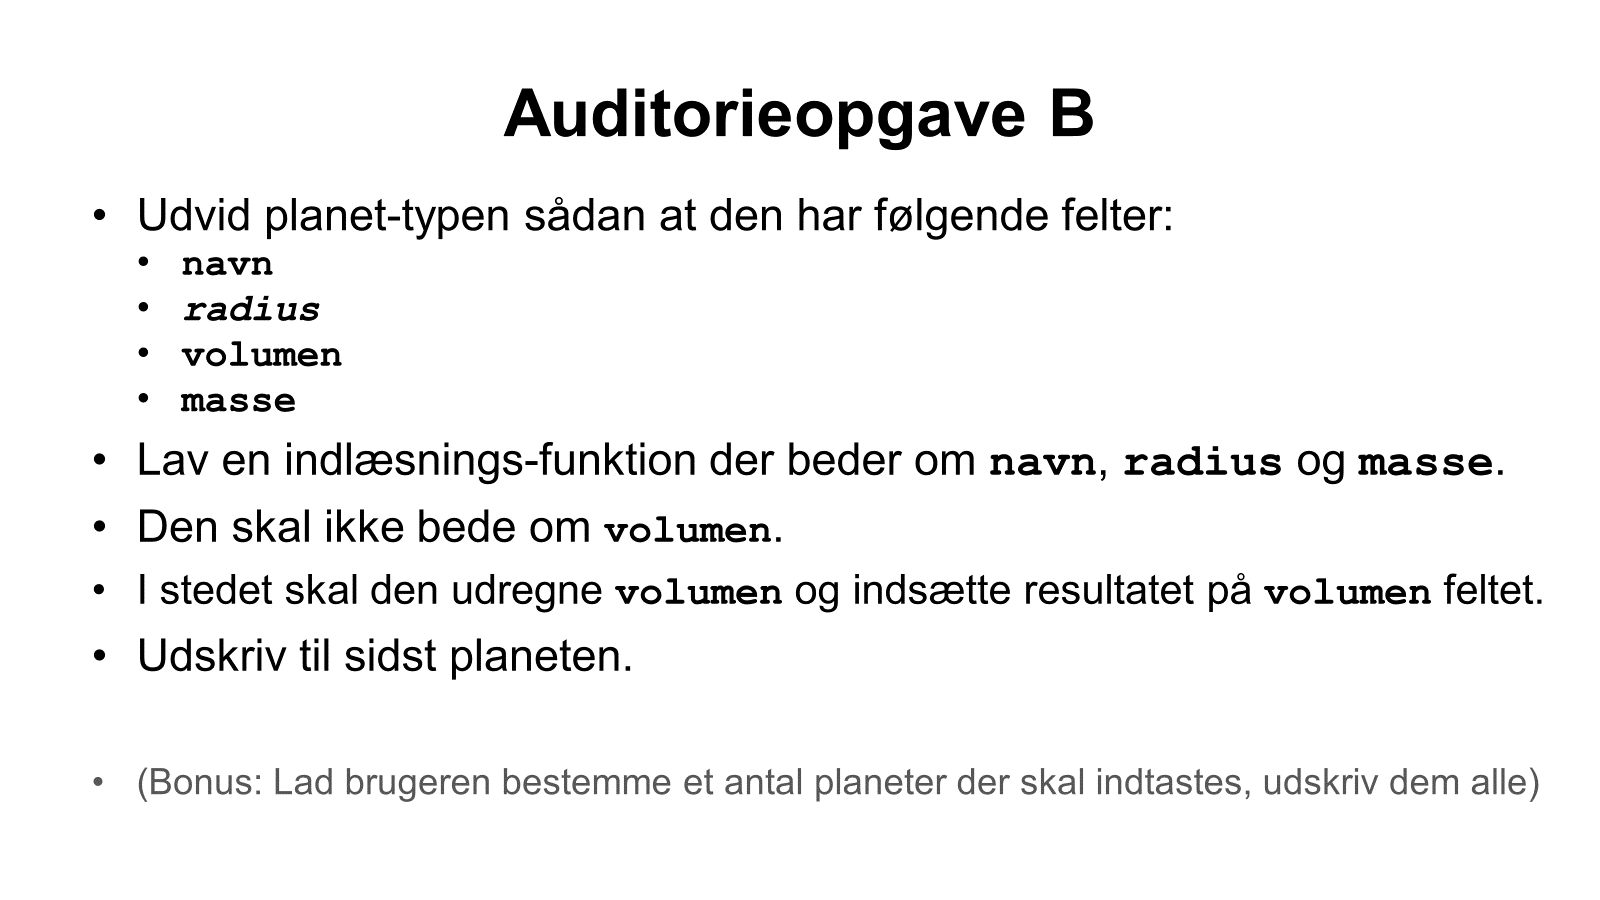 Auditorieopgave B
• Udvid planet-typen sådan at den har følgende felter:
• navn
• radius
• volumen
• masse
• Lav en indlæsnings-funktion der beder om navn, radius og masse.
• Den skal ikke bede om volumen.
• I stedet skal den udregne volumen og indsætte resultatet på volumen feltet.
• Udskriv til sidst planeten.
• (Bonus: Lad brugeren bestemme et antal planeter der skal indtastes, udskriv dem alle)